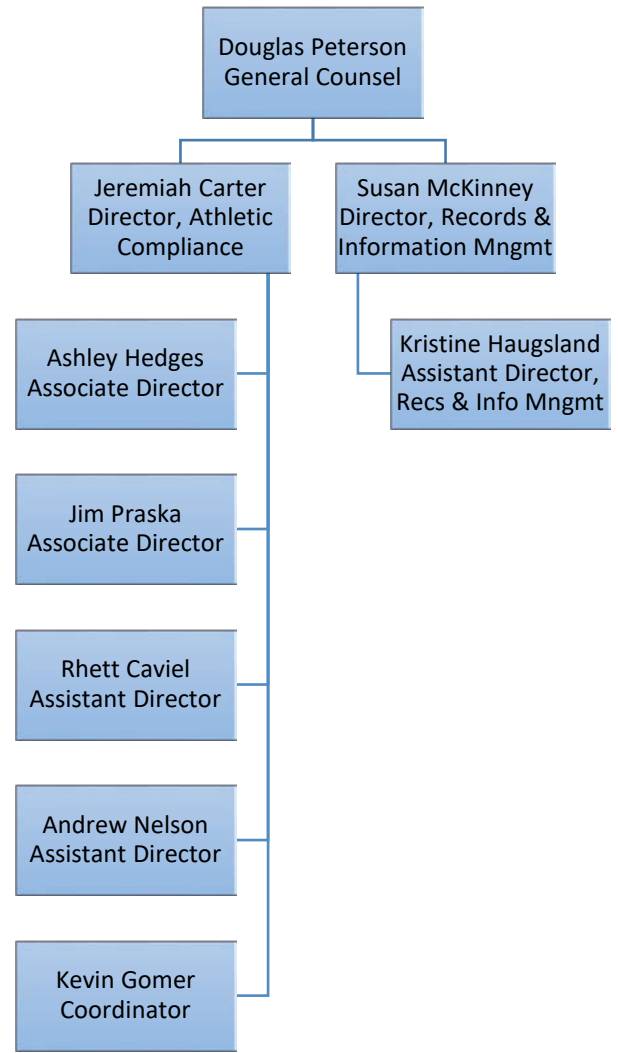 Douglas Peterson
General Counsel
Jeremiah Carter
Director, Athletic
Compliance
Susan McKinney
Director, Records &
Information Mngmt
Ashley Hedges
Associate Director
Kristine Haugsland
Assistant Director,
Recs & Info Mngmt
Jim Praska
Associate Director
Rhett Caviel
Assistant Director
Andrew Nelson
Assistant Director
Kevin Gomer
Coordinator